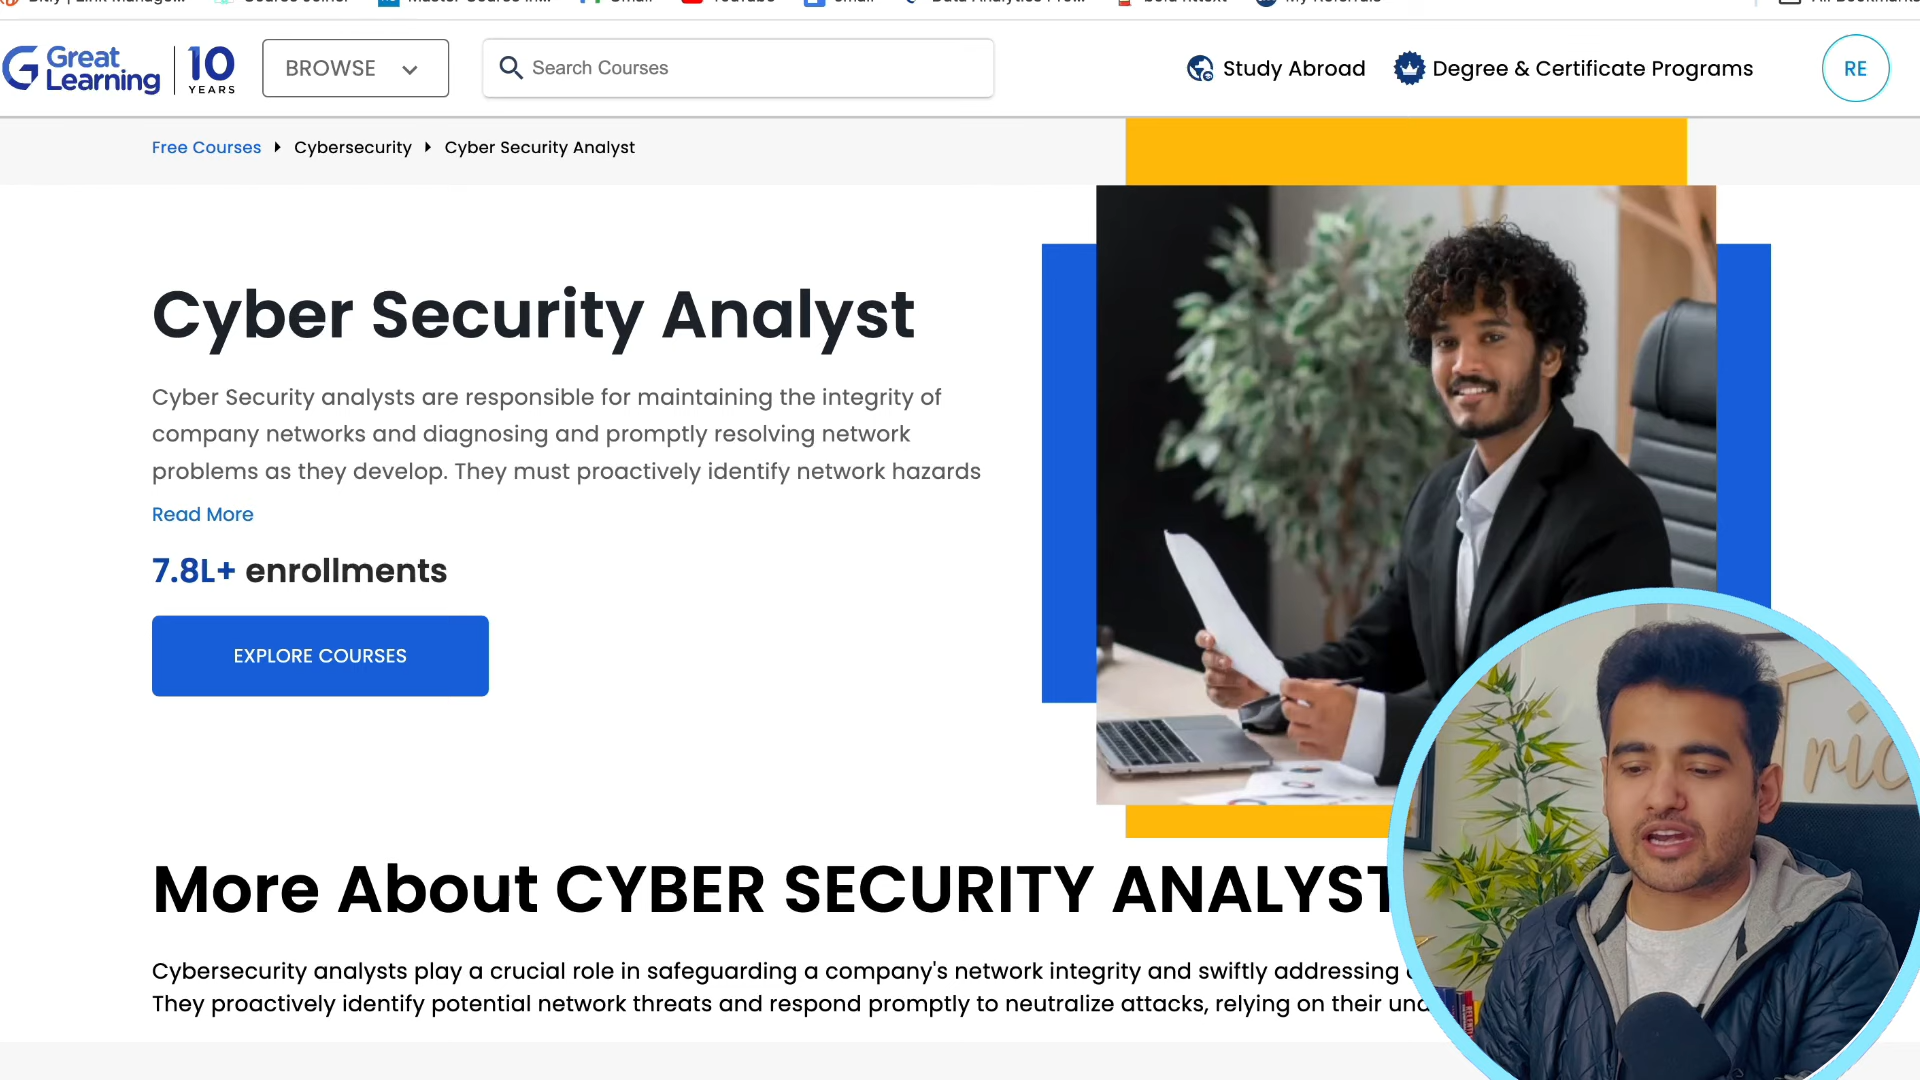 YouTube
Great
Learning
10
YEARS
BROWSE
Search Courses
Study Abroad
Degree & Certificate Programs
RE
Free Courses
Cybersecurity
Cyber Security Analyst
Cyber Security Analyst
Cyber Security analysts are responsible for maintaining the integrity of
company networks and diagnosing and promptly resolving network
problems as they develop. They must proactively identify network hazards
Read More
7.8L+ enrollments
EXPLORE COURSES
More About CYBER SECURITY ANALYST
Cybersecurity analysts play a crucial role in safeguarding a company's network integrity and swiftly addressing
They proactively identify potential network threats and respond promptly to neutralize attacks, relying on their